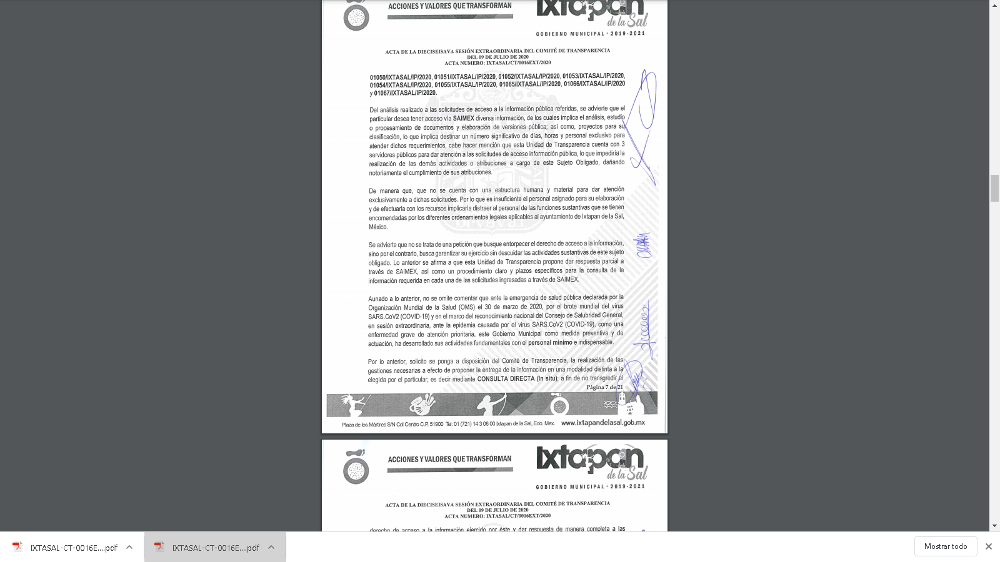 ACCIONES Y VALORES QUE TRANSFORMAN
Ixtapan
de la Sal
GOBIERNO MUNICIPAL • 2019-2021
ACTA DE LA DIECISEISAVA SESIÓN EXTRAORDINARIA DEL COMITÉ DE TRANSPARENCIA
DEL 09 DE JULIO DE 2020
ACTA NUMERO: IXTASAL/CT/0016EXT/2020
01050/IXTASAL/IP/2020, 01051/IXTASAL/IP/2020, 01052/IXTASAL/IP/2020, 01053/IXTASAL/IP/2020,
01054/IXTASAL/IP/2020, 01055/IXTASAL/IP/2020, 01065/IXTASAL/IP/2020, 01066/IXTASAL/IP/2020
y 01067/IXTASAL/IP/2020.
Del análisis realizado a las solicitudes de acceso a la información pública referidas, se advierte que el
particular desea tener acceso vía SAIMEX diversa información, de los cuales implica el análisis, estudio
o procesamiento de documentos y elaboración de versiones pública; así como, proyectos para su
clasificación, lo que implica destinar un número significativo de días, horas y personal exclusivo para
atender dichos requerimientos, cabe hacer mención que esta Unidad de Transparencia cuenta con 3
servidores públicos para dar atención a las solicitudes de acceso información pública, lo que impediría la
realización de las demás actividades o atribuciones a cargo de este Sujeto Obligado, dañando
notoriamente el cumplimiento de sus atribuciones.
De manera que, que no se cuenta con una estructura humana y material para dar atención
exclusivamente a dichas solicitudes. Por lo que es insuficiente el personal asignado para su elaboración
y de efectuarla con los recursos implicaría distraer al personal de las funciones sustantivas que se tienen
encomendadas por los diferentes ordenamientos legales aplicables al ayuntamiento de Ixtapan de la Sal,
México.
Se advierte que no se trata de una petición que busque entorpecer el derecho de acceso a la información,
sino por el contrario, busca garantizar su ejercicio sin descuidar las actividades sustantivas de este sujeto
obligado. Lo anterior se afirma a que esta Unidad de Transparencia propone dar respuesta parcial a
través de SAIMEX, así como un procedimiento claro y plazos específicos para la consulta de la
información requerida en cada una de las solicitudes ingresadas a través de SAIMEX.
Aunado a lo anterior, no se omite comentar que ante la emergencia de salud pública declarada por la
Organización Mundial de la Salud (OMS) el 30 de marzo de 2020, por el brote mundial del virus
SARS.CoV2 (COVID-19) y en el marco del reconocimiento nacional del Consejo de Salubridad General,
en sesión extraordinaria, ante la epidemia causada por el virus SARS.CoV2 (COVID-19), como una
enfermedad grave de atención prioritaria, este Gobierno Municipal como medida preventiva y de
actuación, ha desarrollado sus actividades fundamentales con el personal mínimo e indispensable.
Por lo anterior, solicito se ponga a disposición del Comité de Transparencia, la realización de las
gestiones necesarias a efecto de proponer la entrega de la información en una modalidad distinta a la
elegida por el particular; es decir mediante CONSULTA DIRECTA (In situ); a fin de no transgredir el
Página 7 de 21
Plaza de los Mártires S/N Col Centro C.P. 51900 Tel: 01 (721) 14 3 06 00 Ixtapan de la Sal, Edo. Mex. www.ixtapandelasal.gob.mx
ACCIONES Y VALORES QUE TRANSFORMAN
Ixtapan
de la Sal
GOBIERNO MUNICIPAL • 2019-2021
ACTA DE LA DIECISEISAVA SESIÓN EXTRAORDINARIA DEL COMITÉ DE TRANSPARENCIA
DEL 09 DE JULIO DE 2020
ACTA NUMERO: IXTASAL/CT/0016EXT/2020
derecho de acceso a la información ejercido por éste y dar respuesta de manera completa a las
IXTASAL-CT-0016E....pdf
IXTASAL-CT-0016E....pdf
Mostrar todo